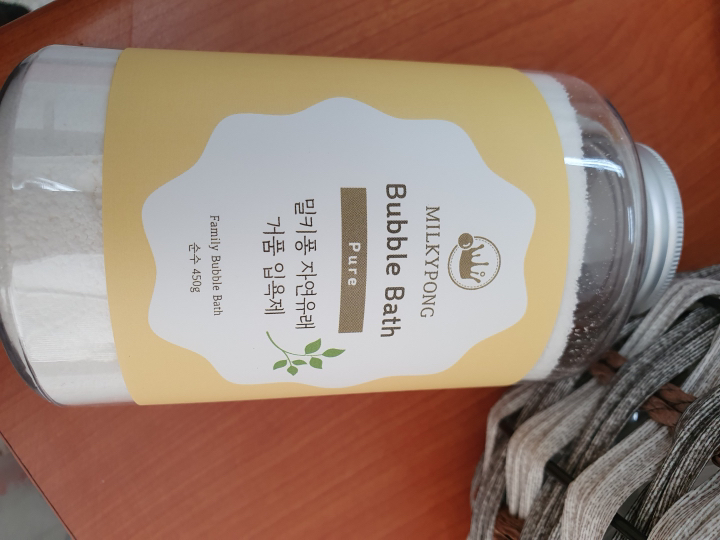 MILKYPONG
Bubble Bath
Pure
밀키퐁 자연유래
거품 입욕제
Family Bubble Bath
순수 450g